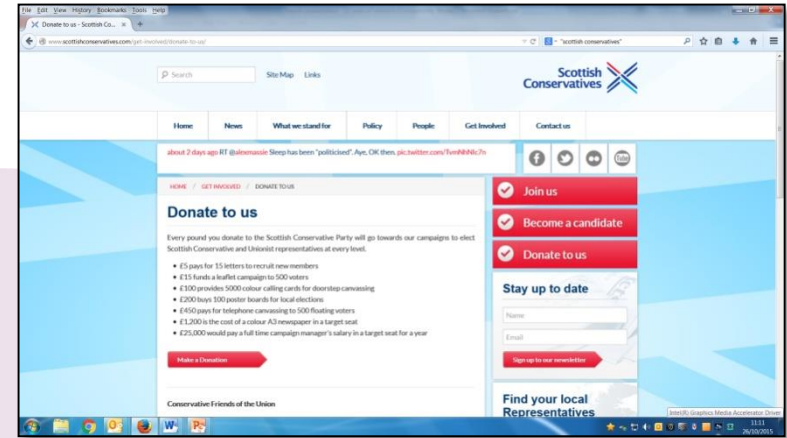 File Edit View History Bookmarks Tools Help
Donate to us - Scottish Co... × +
www.scottishconservatives.com/get-involved/donate-to-us/
"scottish conservatives"
Search
Site Map Links
Scottish
Conservatives
Home News What we stand for Policy People Get Involved Contact us
about 2 days ago RT @alexmassie Sleep has been "politicised". Aye, OK then.
HOME / GET INVOLVED / DONATE TO US
Donate to us
Every pound you donate to the Scottish Conservative Party will go towards our campaigns to elect
Scottish Conservative and Unionist representatives at every level.
• £5 pays for 15 letters to recruit new members
• £15 funds a leaflet campaign to 500 voters
• £100 provides 5000 colour calling cards for doorstep canvassing
• £200 buys 100 poster boards for local elections
• £450 pays for telephone canvassing to 500 floating voters
• £1,200 is the cost of a colour A3 newspaper in a target seat
• £25,000 would pay a full time campaign manager's salary in a target seat for a year
Make a Donation
Conservative Friends of the Union
Join us
Become a candidate
Donate to us
Stay up to date
Name
Email
Sign up to our newsletter
Find your local
Representatives
Intel(R) Graphics Media Accelerator Driver
11:11
26/10/2015